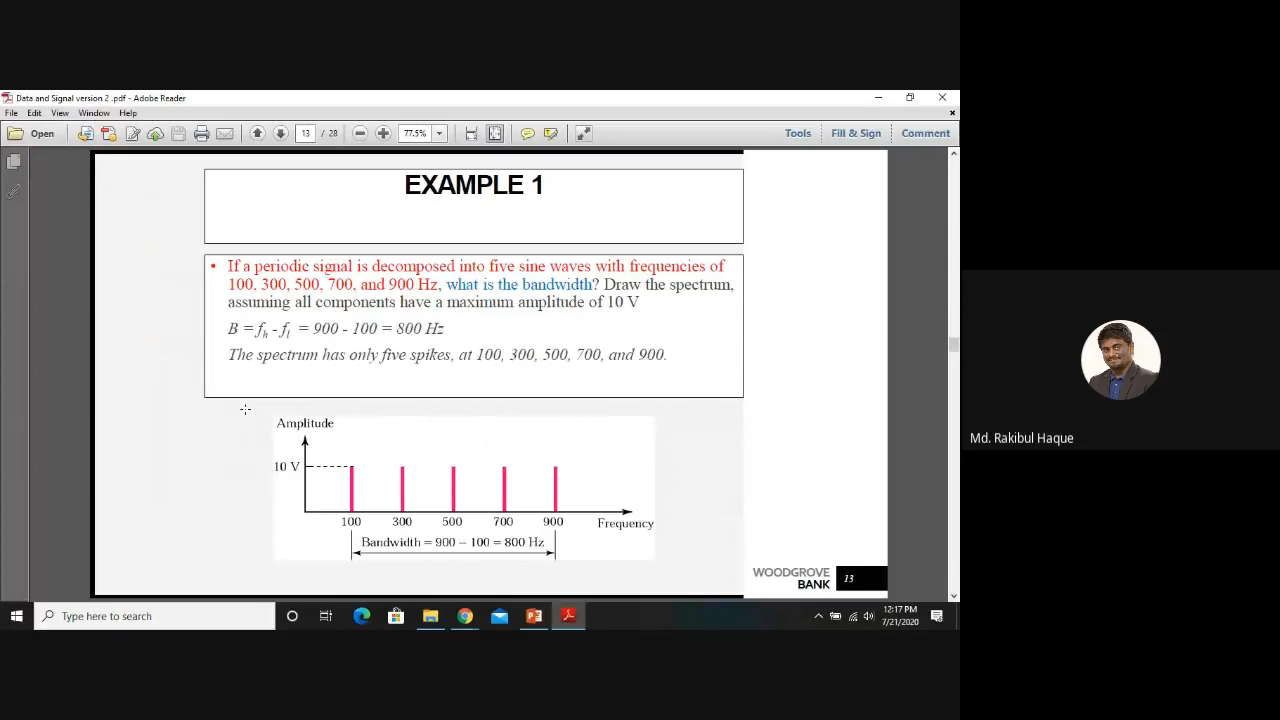 Data and Signal version 2 .pdf - Adobe Reader
File Edit View Window Help
Open 13 / 28 77.5% Tools Fill & Sign Comment
EXAMPLE 1
• If a periodic signal is decomposed into five sine waves with frequencies of
100, 300, 500, 700, and 900 Hz, what is the bandwidth? Draw the spectrum,
assuming all components have a maximum amplitude of 10 V
B = fh - fl = 900 - 100 = 800 Hz
The spectrum has only five spikes, at 100, 300, 500, 700, and 900.
Amplitude
10 V
100 300 500 700 900
Frequency
Bandwidth = 900 − 100 = 800 Hz
WOODGROVE
BANK
13
Md. Rakibul Haque
Type here to search
12:17 PM
7/21/2020